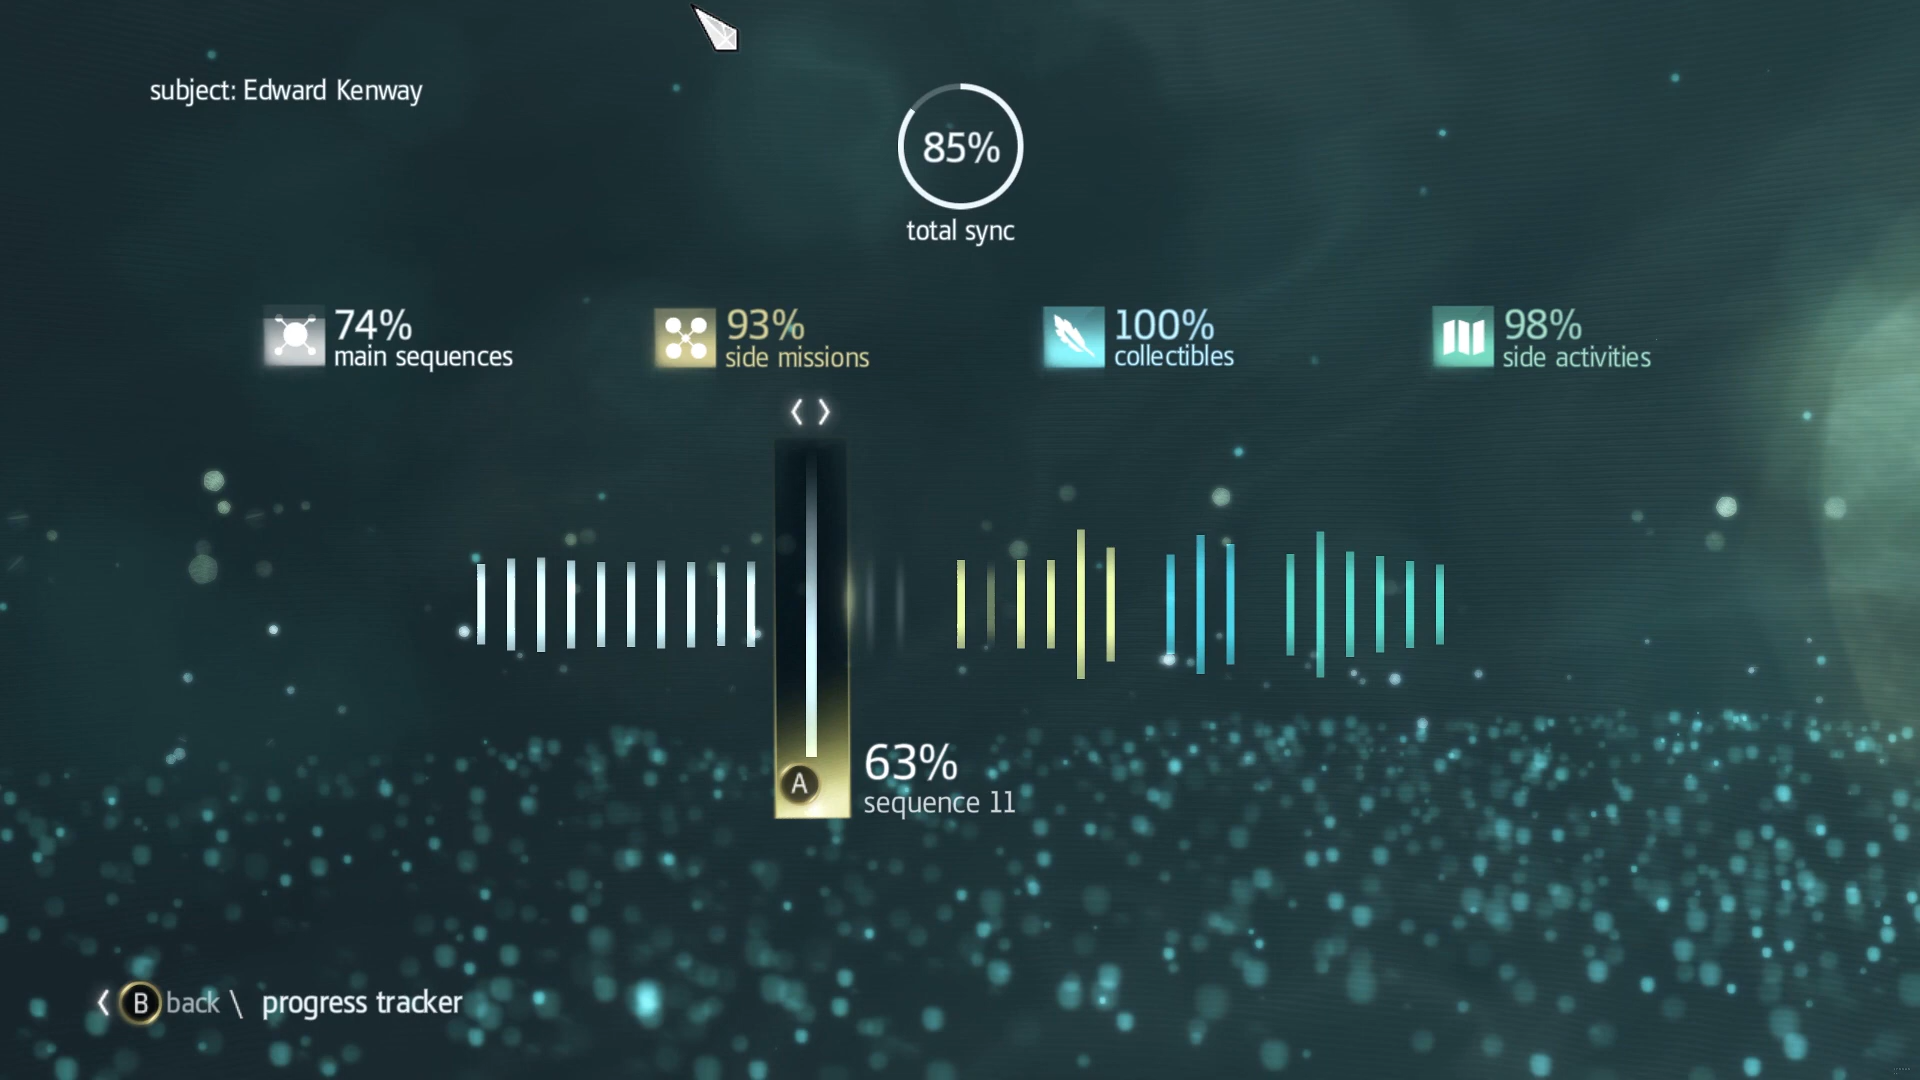 subject: Edward Kenway
85%
total sync
74%
main sequences
93%
side missions
100%
collectibles
98%
side activities
A
63%
sequence 11
B back \ progress tracker